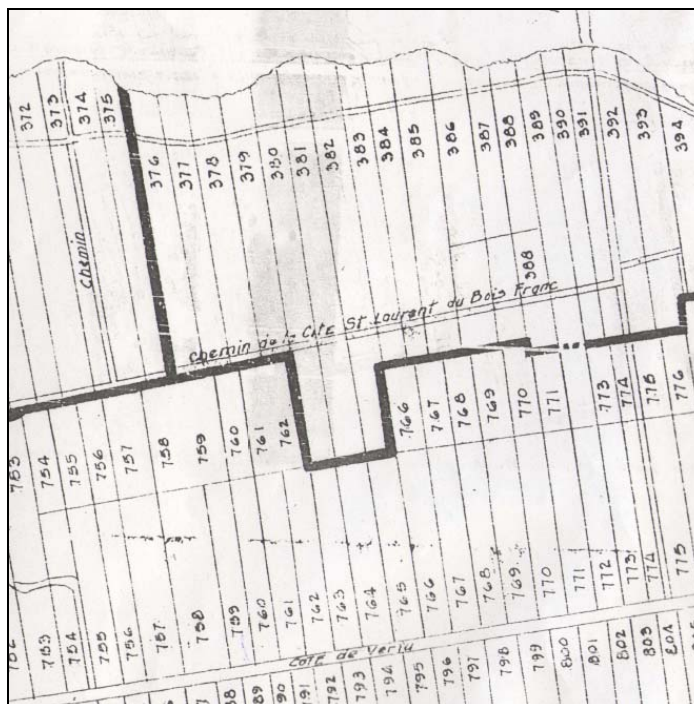 372 373 374 375 376 377 378 379 380 381 382 383 384 385 386 387 388 389 390 391 392 393 394
Chemin
388
Chemin de la Côte St Laurent du Bois Franc
753 754 755 756 757 758 759 760 761 762 766 767 768 769 770 771 773 774 775 776
753 754 755 756 757 758 759 760 761 762 763 764 765 766 767 768 769 770 771 772 773 774 775
Cote de Vertu
792 793 794 795 796 797 798 799 800 801 802 803 804